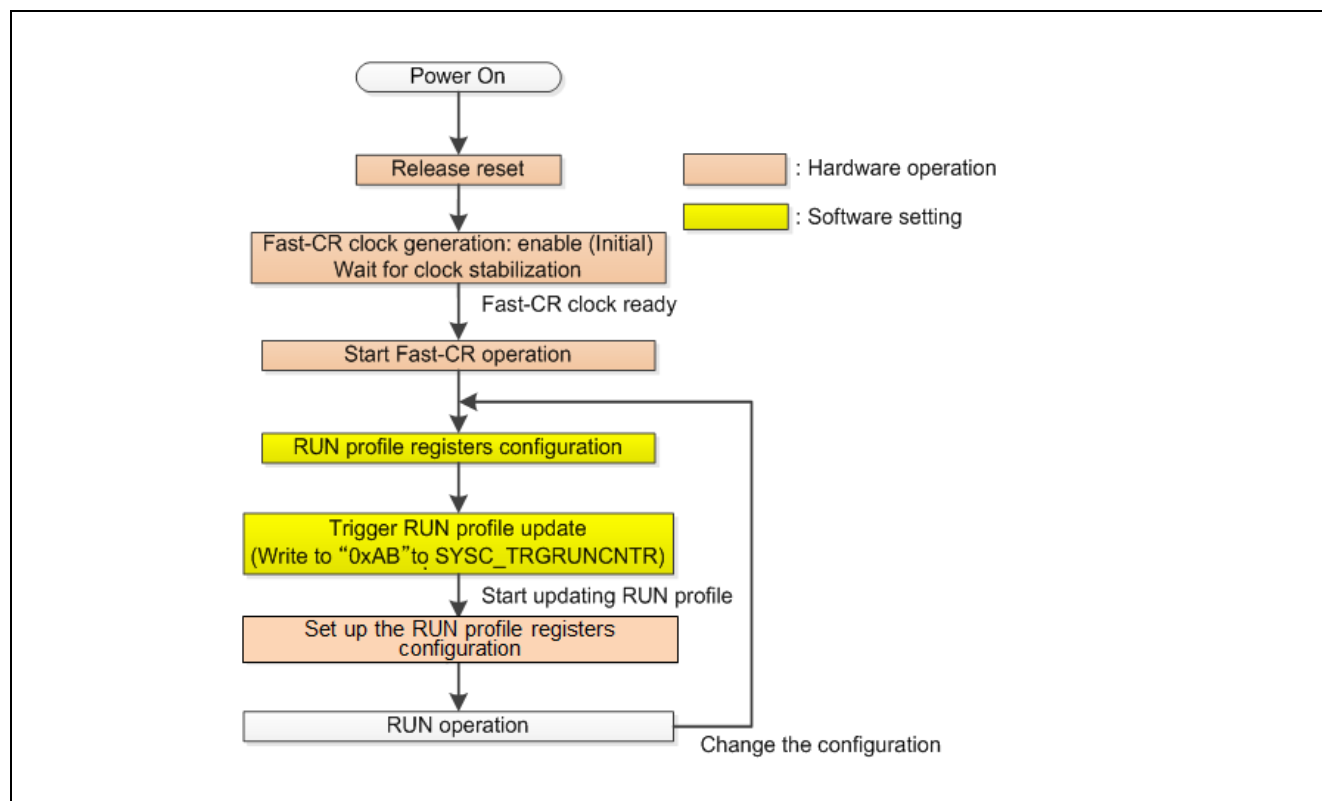 Power On
Release reset
: Hardware operation
: Software setting
Fast-CR clock generation: enable (Initial)
Wait for clock stabilization
Fast-CR clock ready
Start Fast-CR operation
RUN profile registers configuration
Trigger RUN profile update
(Write to “0xAB”to SYSC_TRGRUNCNTR)
Start updating RUN profile
Set up the RUN profile registers
configuration
RUN operation
Change the configuration